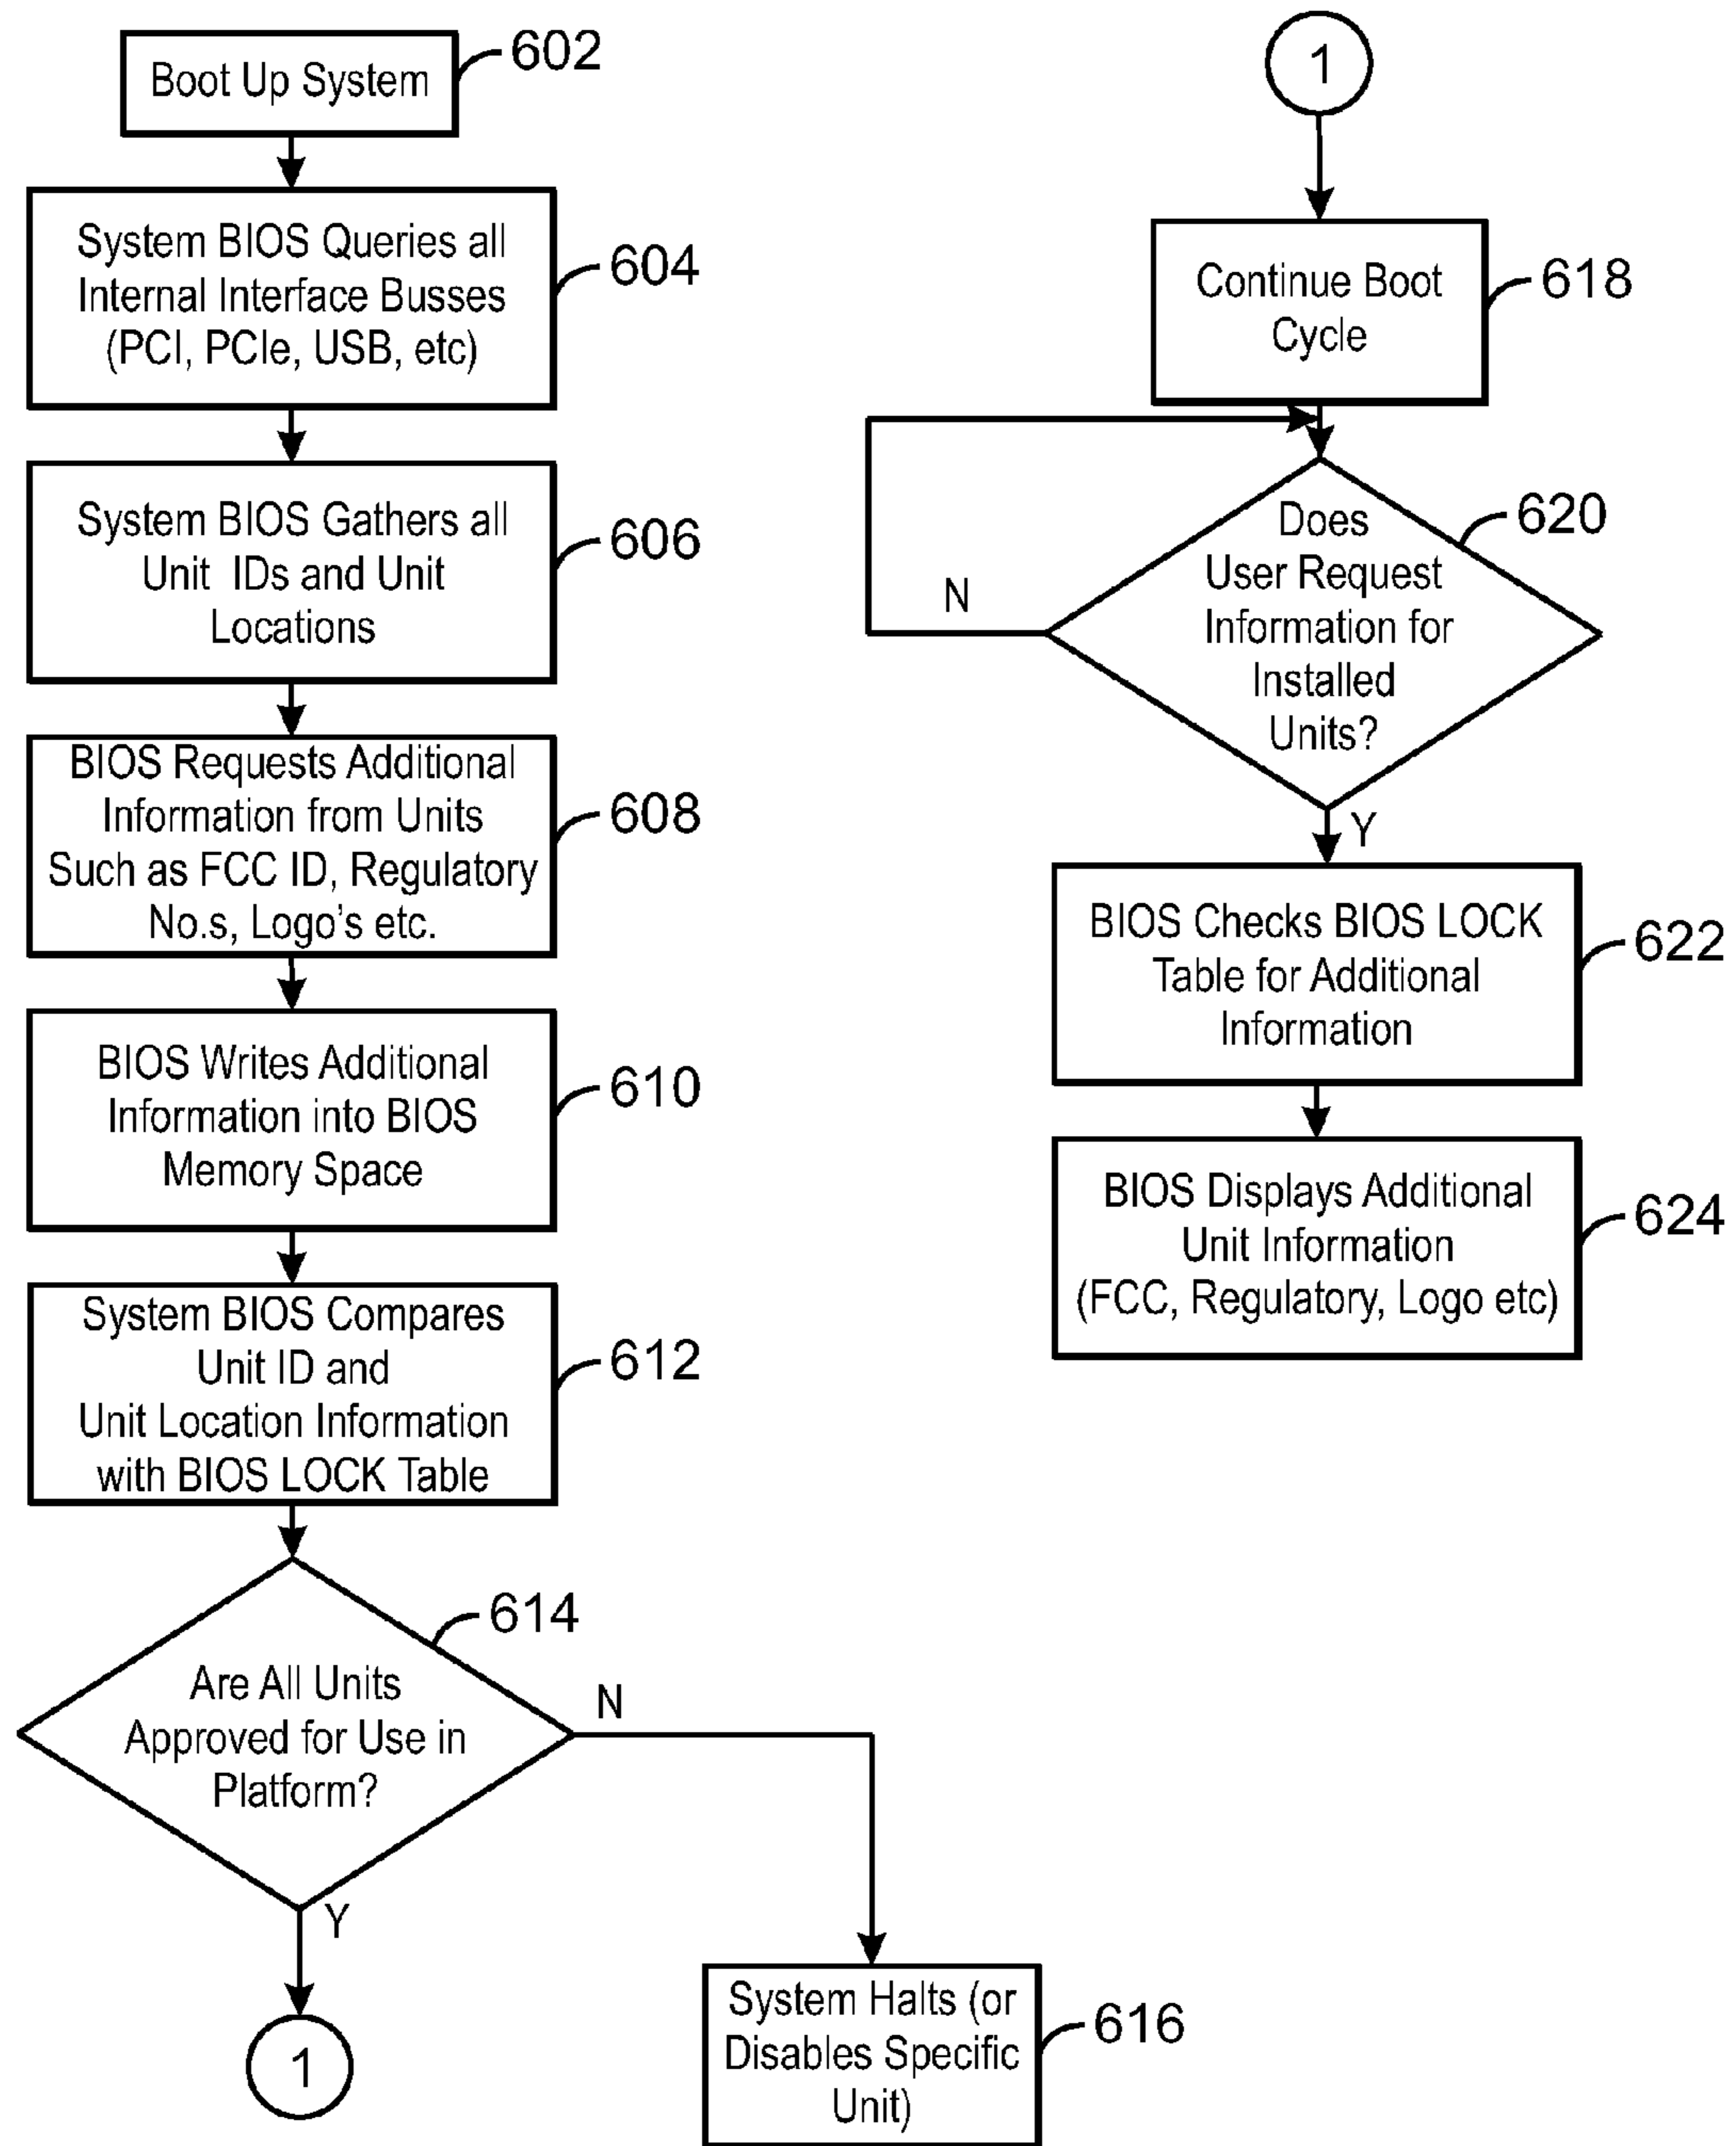 Boot Up System
602
System BIOS Queries all
Internal Interface Busses
(PCI, PCIe, USB, etc)
604
System BIOS Gathers all
Unit IDs and Unit
Locations
606
BIOS Requests Additional
Information from Units
Such as FCC ID, Regulatory
No.s, Logo's etc.
608
BIOS Writes Additional
Information into BIOS
Memory Space
610
System BIOS Compares
Unit ID and
Unit Location Information
with BIOS LOCK Table
612
614
Are All Units
Approved for Use in
Platform?
N
Y
1
System Halts (or
Disables Specific
Unit)
616
1
Continue Boot
Cycle
618
620
Does
User Request
Information for
Installed
Units?
N
Y
BIOS Checks BIOS LOCK
Table for Additional
Information
622
BIOS Displays Additional
Unit Information
(FCC, Regulatory, Logo etc)
624